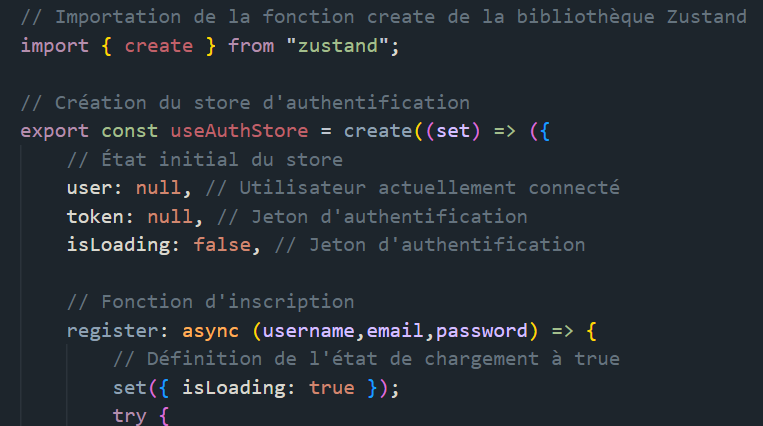 // Importation de la fonction create de la bibliothèque Zustand
import { create } from "zustand";
// Création du store d'authentification
export const useAuthStore = create((set) => ({
// État initial du store
user: null, // Utilisateur actuellement connecté
token: null, // Jeton d'authentification
isLoading: false, // Jeton d'authentification
// Fonction d'inscription
register: async (username,email,password) => {
// Définition de l'état de chargement à true
set({ isLoading: true });
try {